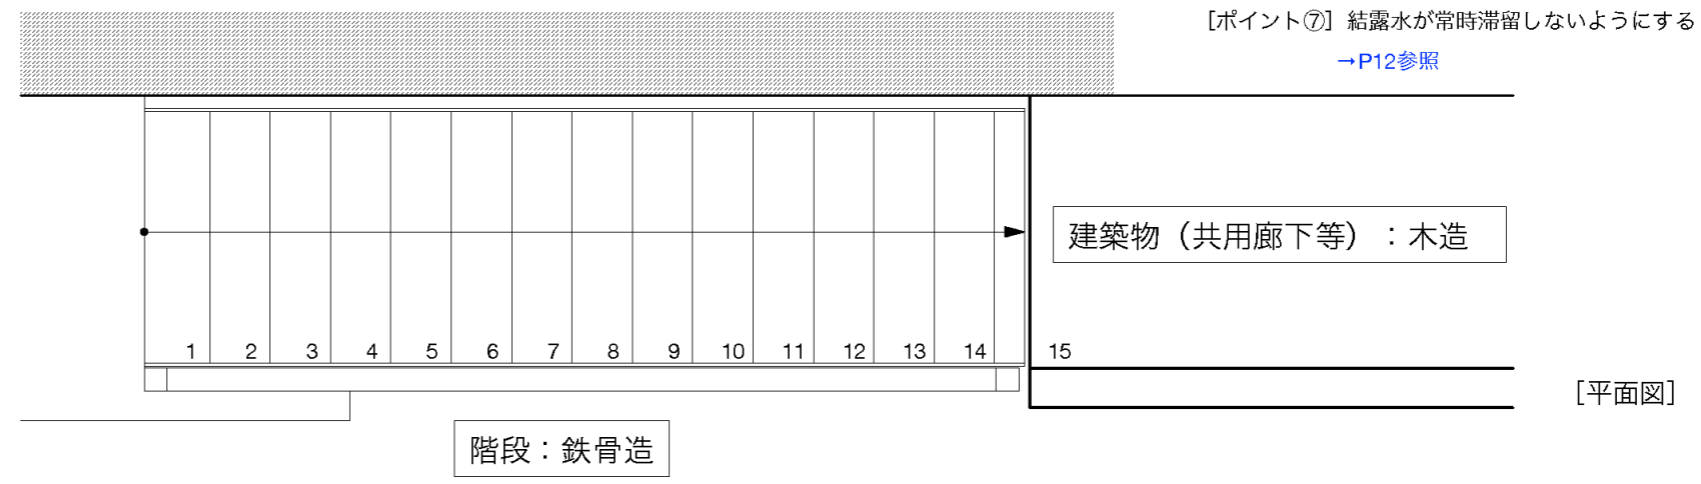 ［ポイント⑦］結露水が常時滞留しないようにする
→P12参照
建築物（共用廊下等）：木造
1 2 3 4 5 6 7 8 9 10 11 12 13 14 15
［平面図］
階段：鉄骨造